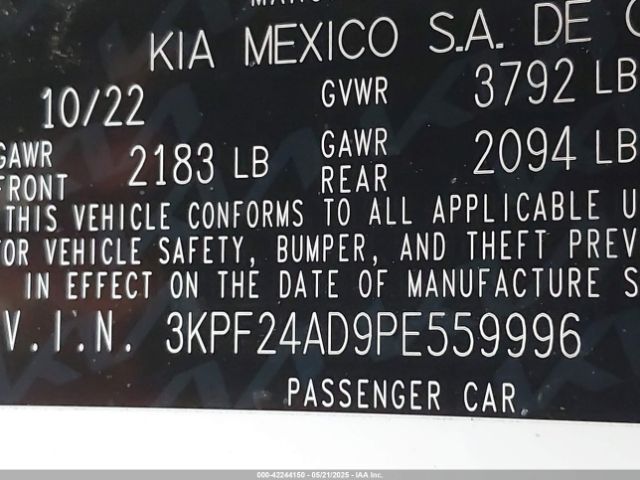 KIA MEXICO S.A. DE
10/22 GVWR 3792 LB
GAWR FRONT 2183 LB GAWR REAR 2094 LB
THIS VEHICLE CONFORMS TO ALL APPLICABLE
VEHICLE SAFETY, BUMPER, AND THEFT
IN EFFECT ON THE DATE OF MANUFACTURE
V.I.N. 3KPF24AD9PE559996
PASSENGER CAR
000-42244150 - 05/21/2025 - IAA Inc.